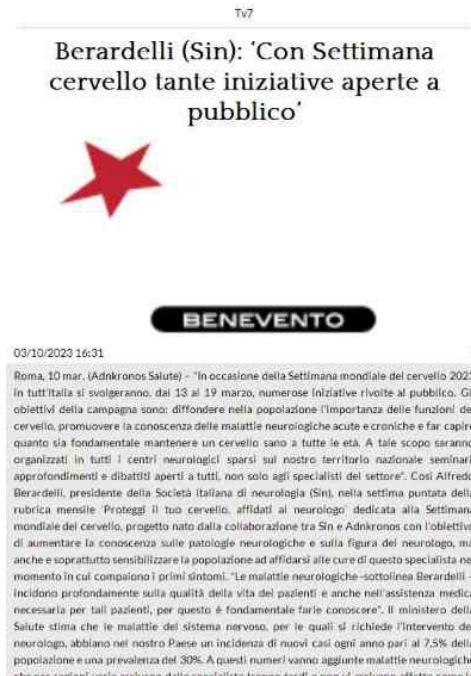 Tv7
Berardelli (Sin): ‘Con Settimana
cervello tante iniziative aperte a
pubblico’
BENEVENTO
03/10/2023 16:31
Roma, 10 mar. (Adnkronos Salute) – "In occasione della Settimana mondiale del cervello 2023
in tutt'Italia si svolgeranno, dal 13 al 19 marzo, numerose iniziative rivolte al pubblico. Gli
obiettivi della campagna sono: diffondere nella popolazione l'importanza delle funzioni del
cervello, promuovere la conoscenza delle malattie neurologiche acute e croniche e far capire
quanto sia fondamentale mantenere un cervello sano a tutte le età. A tale scopo saranno
organizzati in tutti i centri neurologici sparsi sul nostro territorio nazionale seminari
approfondimenti e dibattiti aperti a tutti, non solo agli specialisti del settore". Così Alfredo
Berardelli, presidente della Società italiana di neurologia (Sin), nella settima puntata della
rubrica mensile 'Proteggi il tuo cervello, affidati al neurologo' dedicata alla Settimana
mondiale del cervello, progetto nato dalla collaborazione tra Sin e Adnkronos con l'obiettivo
di aumentare la conoscenza sulle patologie neurologiche e sulla figura del neurologo, ma
anche e soprattutto sensibilizzare la popolazione ad affidarsi alle cure di questo specialista nel
momento in cui compaiono i primi sintomi. "Le malattie neurologiche -sottolinea Berardelli -
incidono profondamente sulla qualità della vita dei pazienti e anche nell'assistenza medica
necessaria per tali pazienti, per questo è fondamentale farle conoscere". Il ministero della
Salute stima che le malattie del sistema nervoso, per le quali si richiede l'intervento del
neurologo, abbiano nel nostro Paese un incidenza di nuovi casi ogni anno pari al 7,5% della
popolazione e una prevalenza del 30%. A questi numeri vanno aggiunte malattie neurologiche